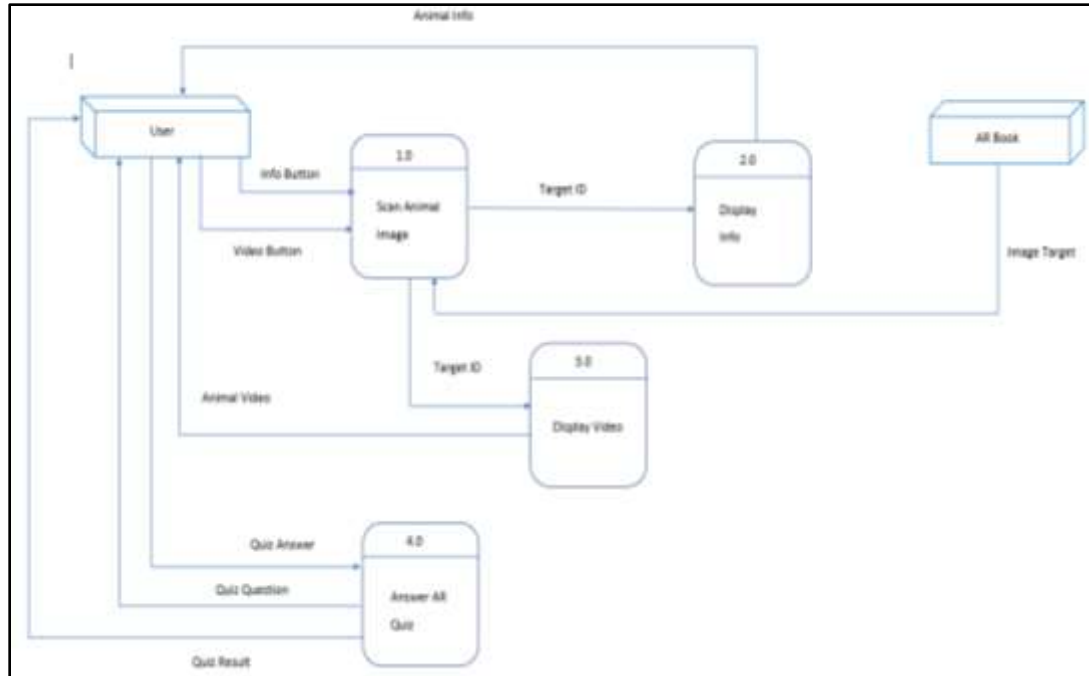 Animal Info
User
AR Book
1.0
2.0
Info Button
Target ID
Scan Animal
Image
Display
Info
Video Button
Image Target
3.0
Target ID
Animal Video
Display Video
4.0
Quiz Answer
Quiz Question
Answer AR
Quiz
Quiz Result